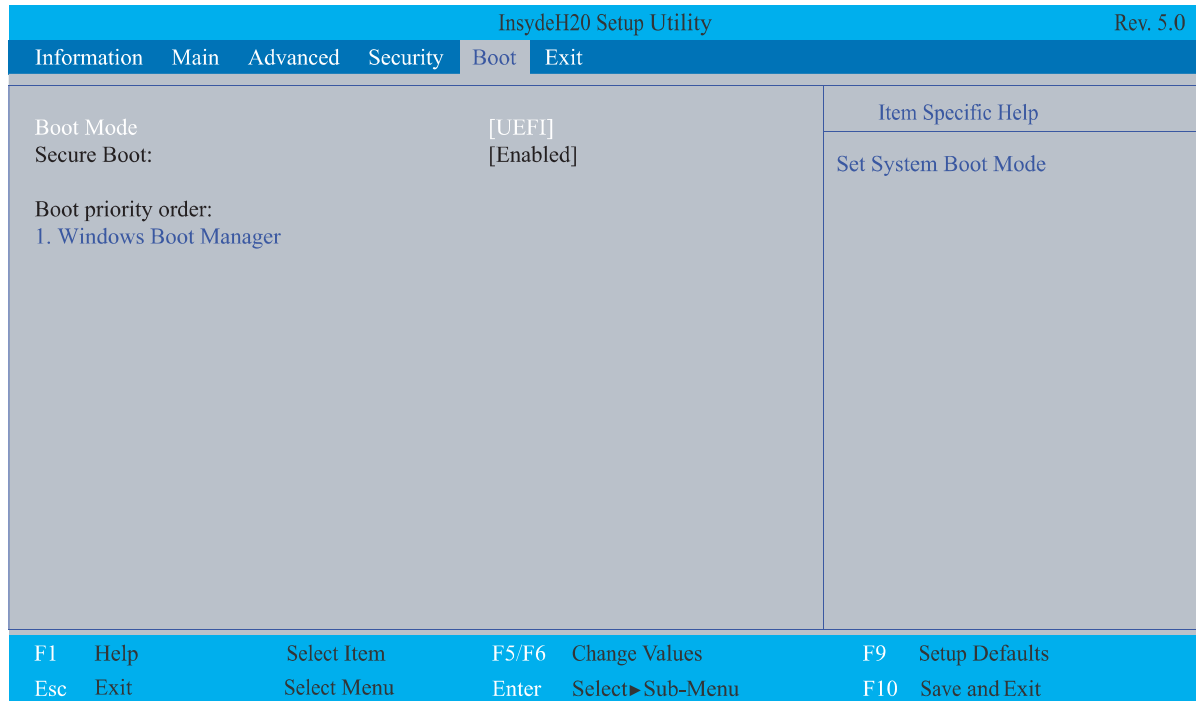 InsydeH20 Setup Utility Rev. 5.0
Information Main Advanced Security Boot Exit
Boot Mode [UEFI]
Secure Boot: [Enabled]
Boot priority order:
1. Windows Boot Manager
Item Specific Help
Set System Boot Mode
F1 Help Select Item F5/F6 Change Values F9 Setup Defaults
Esc Exit Select Menu Enter Select▸Sub-Menu F10 Save and Exit